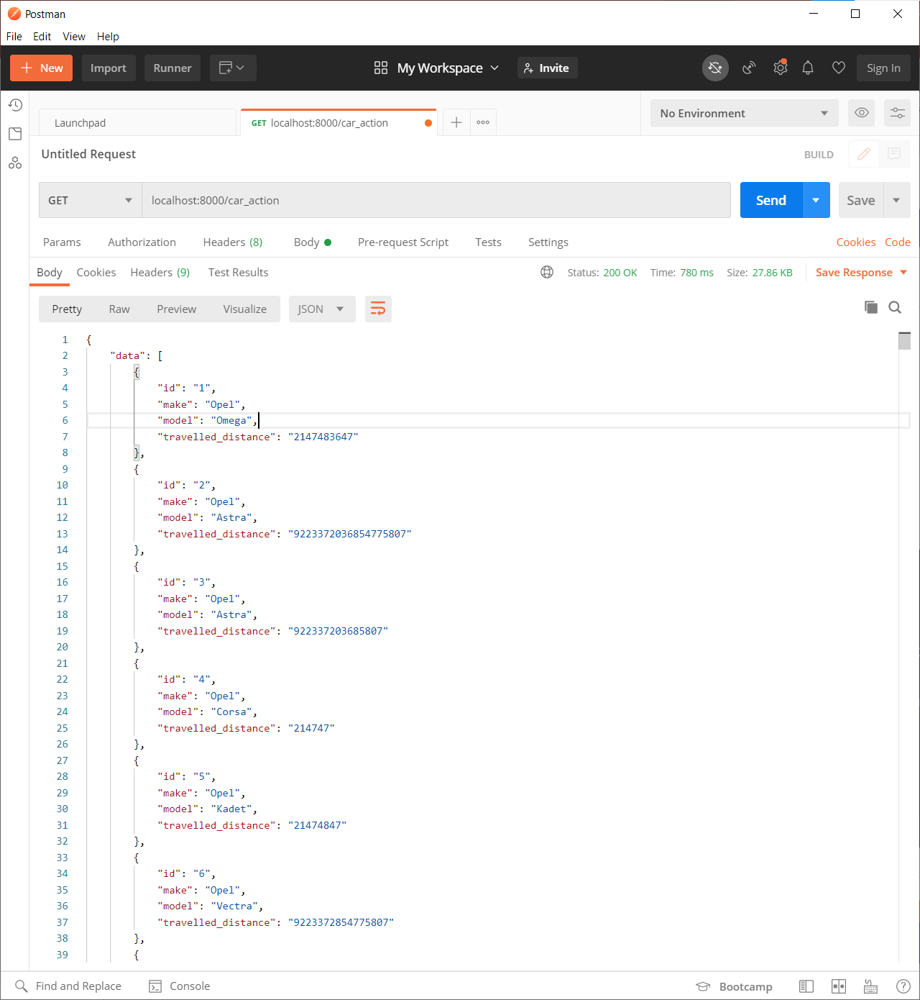 Postman
File Edit View Help
New Import Runner My Workspace Invite Sign In
Launchpad GET localhost:8000/car_action No Environment
Untitled Request BUILD
GET localhost:8000/car_action Send Save
Params Authorization Headers (8) Body Pre-request Script Tests Settings Cookies Code
Body Cookies Headers (9) Test Results Status: 200 OK Time: 780 ms Size: 27.86 KB Save Response
Pretty Raw Preview Visualize JSON
1 {
2 "data": [
3 {
4 "id": "1",
5 "make": "Opel",
6 "model": "Omega",
7 "travelled_distance": "2147483647"
8 },
9 {
10 "id": "2",
11 "make": "Opel",
12 "model": "Astra",
13 "travelled_distance": "9223372036854775807"
14 },
15 {
16 "id": "3",
17 "make": "Opel",
18 "model": "Astra",
19 "travelled_distance": "922337203685807"
20 },
21 {
22 "id": "4",
23 "make": "Opel",
24 "model": "Corsa",
25 "travelled_distance": "214747"
26 },
27 {
28 "id": "5",
29 "make": "Opel",
30 "model": "Kadet",
31 "travelled_distance": "21474847"
32 },
33 {
34 "id": "6",
35 "make": "Opel",
36 "model": "Vectra",
37 "travelled_distance": "9223372854775807"
38 },
39 {
Find and Replace Console Bootcamp